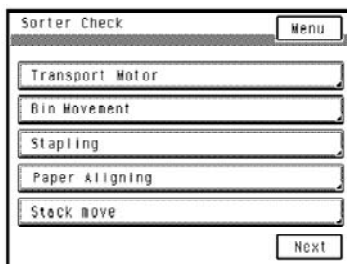 Sorter Check
Menu
Transport Motor
Bin Movement
Stapling
Paper Aligning
Stack move
Next